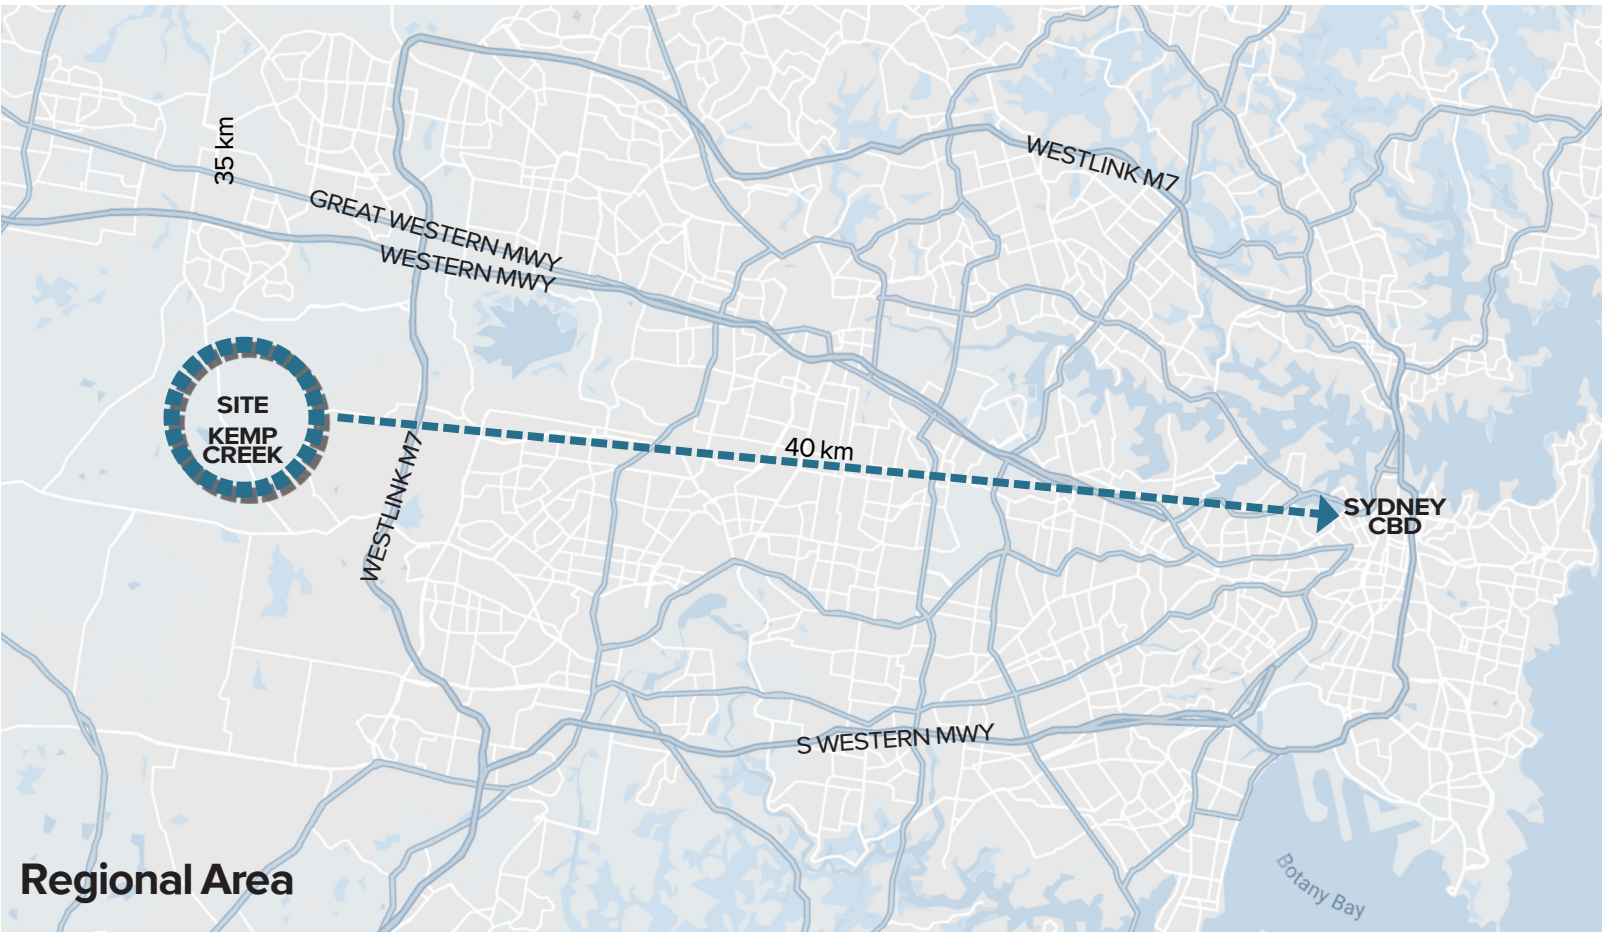 35 km
WESTLINK M7
GREAT WESTERN MWY
WESTERN MWY
SITE
KEMP
CREEK
40 km
WESTLINK M7
SYDNEY
CBD
S WESTERN MWY
Regional Area
Botany Bay